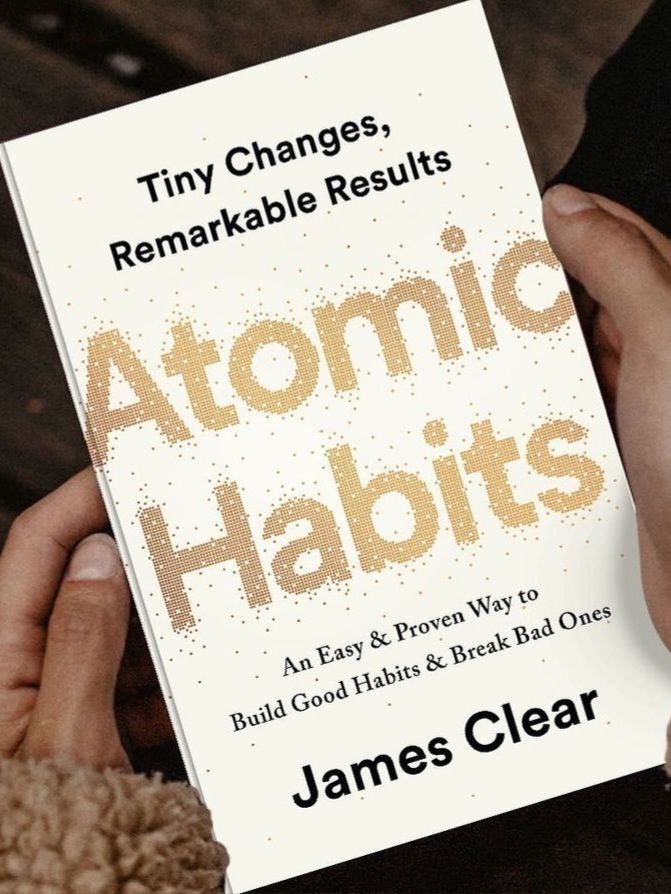 Tiny Changes,
Remarkable Results
Atomic
Habits
An Easy & Proven Way to
Build Good Habits & Break Bad Ones
James Clear